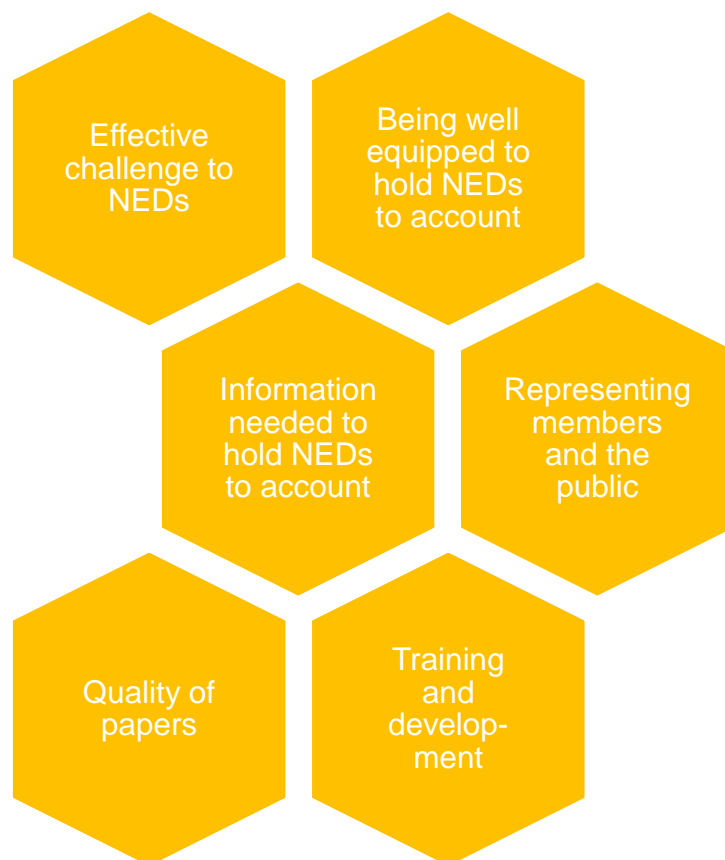 Effective
challenge to
NEDs
Being well
equipped to
hold NEDs
to account
Information
needed to
hold NEDs
to account
Representing
members
and the
public
Quality of
papers
Training
and
develop-
ment